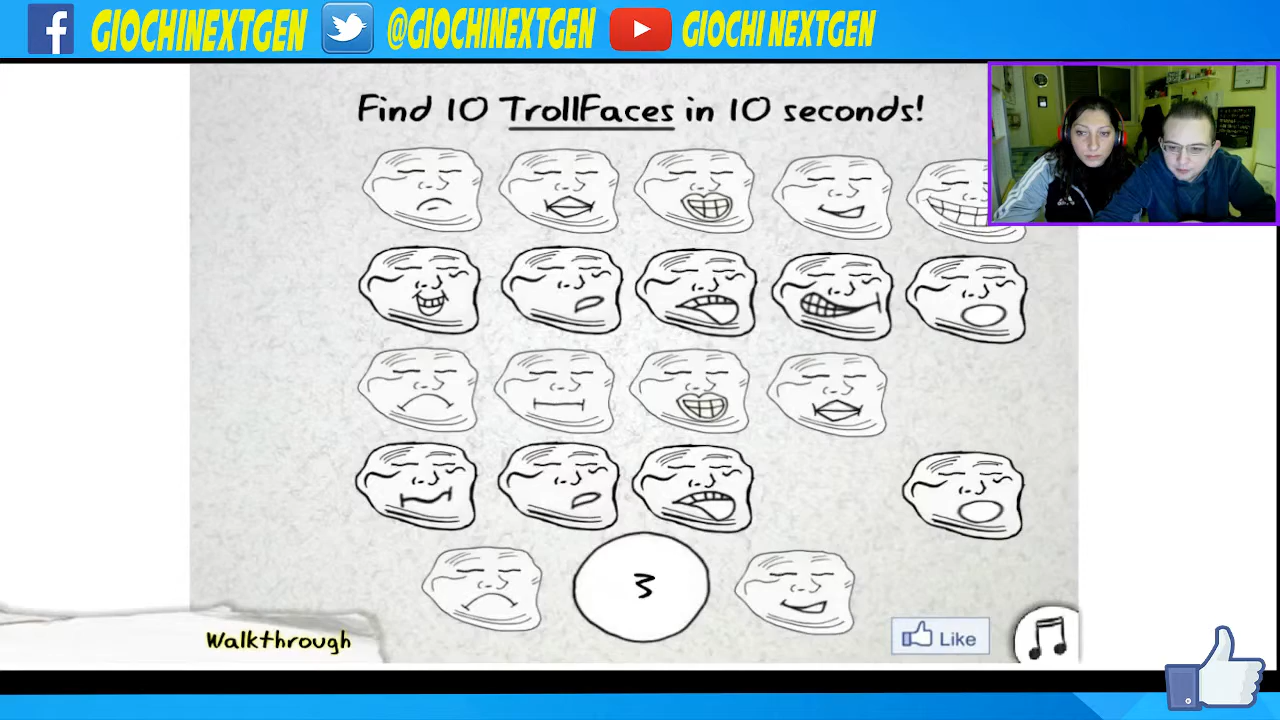 GIOCHINEXTGEN @GIOCHINEXTGEN GIOCHI NEXTGEN
Find 10 TrollFaces in 10 seconds!
3
Walkthrough
Like